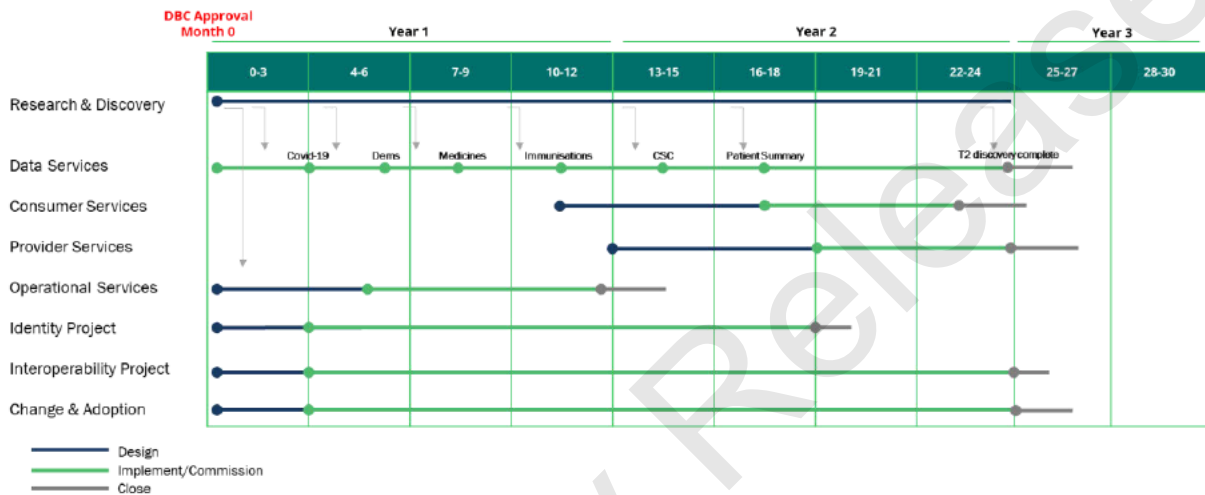 DBC Approval
Month 0
Year 1
Year 2
Year 3
0-3
4-6
7-9
10-12
13-15
16-18
19-21
22-24
25-27
28-30
Research & Discovery
Covid-19
Dems
Medicines
Immunisations
CSC
Patient Summary
T2 discovery complete
Data Services
Consumer Services
Provider Services
Operational Services
Identity Project
Interoperability Project
Change & Adoption
Design
Implement/Commission
Close
Release